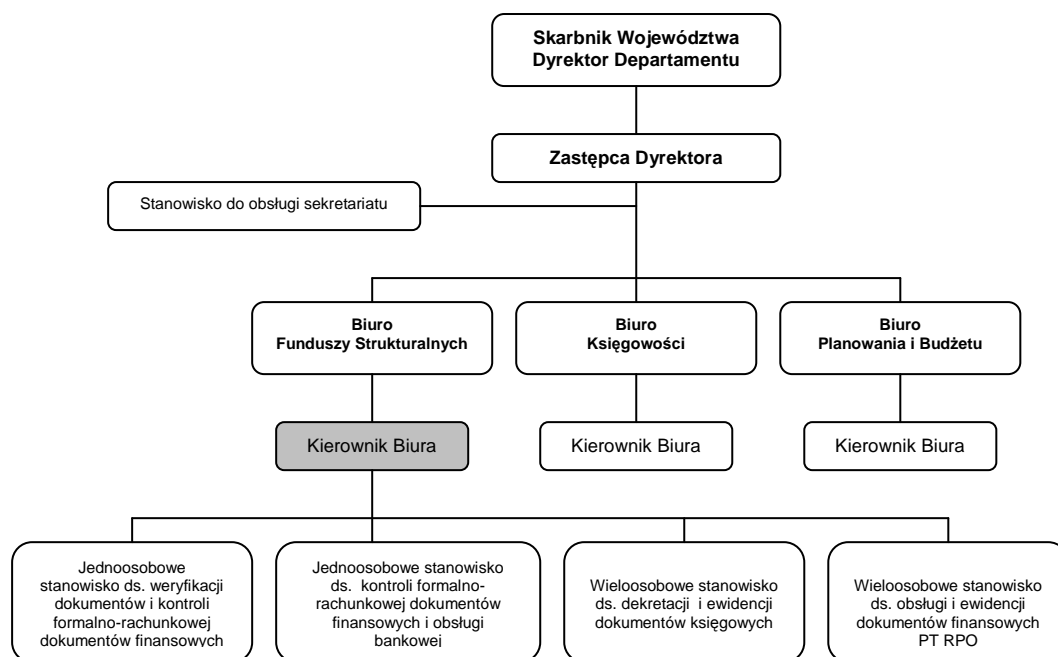 Skarbnik Województwa
Dyrektor Departamentu
Zastępca Dyrektora
Stanowisko do obsługi sekretariatu
Biuro
Funduszy Strukturalnych
Biuro
Księgowości
Biuro
Planowania i Budżetu
Kierownik Biura
Kierownik Biura
Kierownik Biura
Jednoosobowe
stanowisko ds. weryfikacji
dokumentów i kontroli
formalno-rachunkowej
dokumentów finansowych
Jednoosobowe stanowisko
ds. kontroli formalno-
rachunkowej dokumentów
finansowych i obsługi
bankowej
Wieloosobowe stanowisko
ds. dekretacji i ewidencji
dokumentów księgowych
Wieloosobowe stanowisko
ds. obsługi i ewidencji
dokumentów finansowych
PT RPO